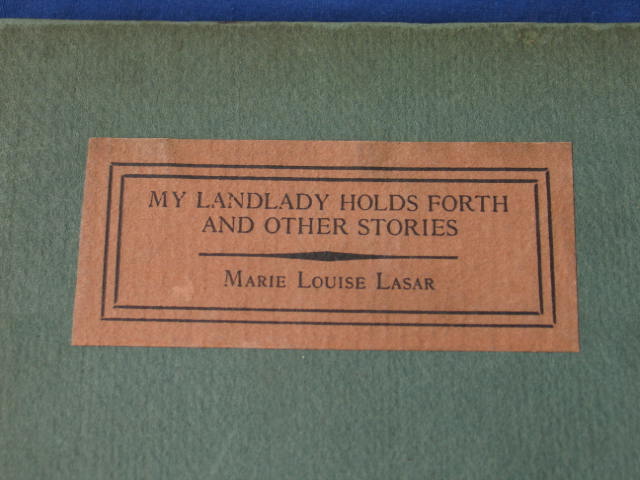 MY LANDLADY HOLDS FORTH
AND OTHER STORIES
MARIE LOUISE LASAR